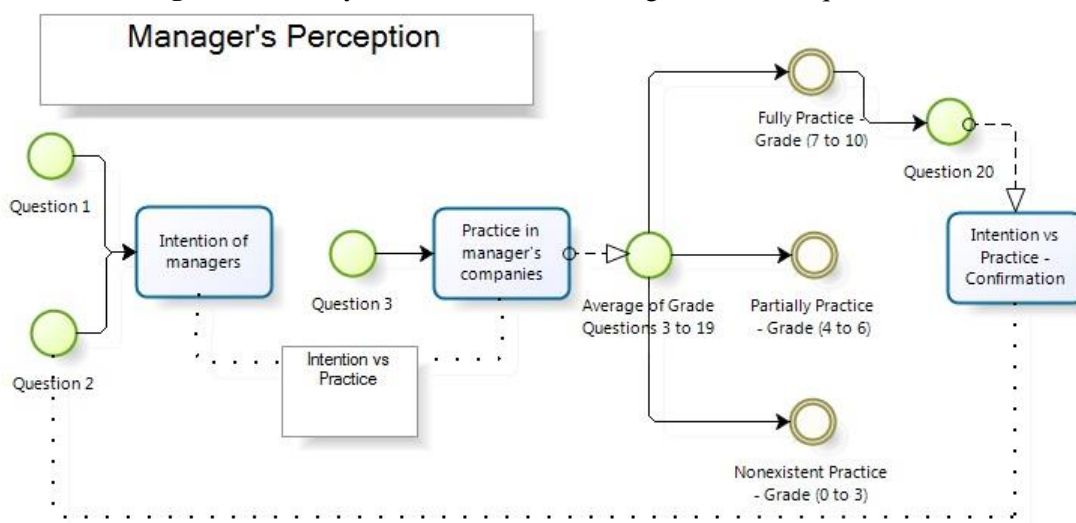 Manager's Perception
Question 1
Question 2
Intention of
managers
Intention vs
Practice
Question 3
Practice in
manager's
companies
Average of Grade
Questions 3 to 19
Fully Practice -
Grade (7 to 10)
Partially Practice
- Grade (4 to 6)
Nonexistent Practice
- Grade (0 to 3)
Question 20
Intention vs
Practice -
Confirmation